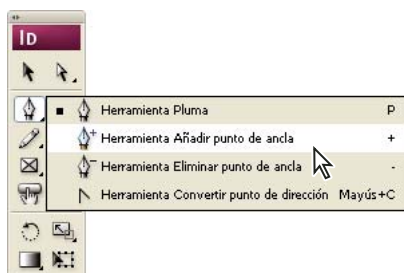 ID
Herramienta Pluma P
Herramienta Añadir punto de ancla +
Herramienta Eliminar punto de ancla -
Herramienta Convertir punto de dirección Mayús+C